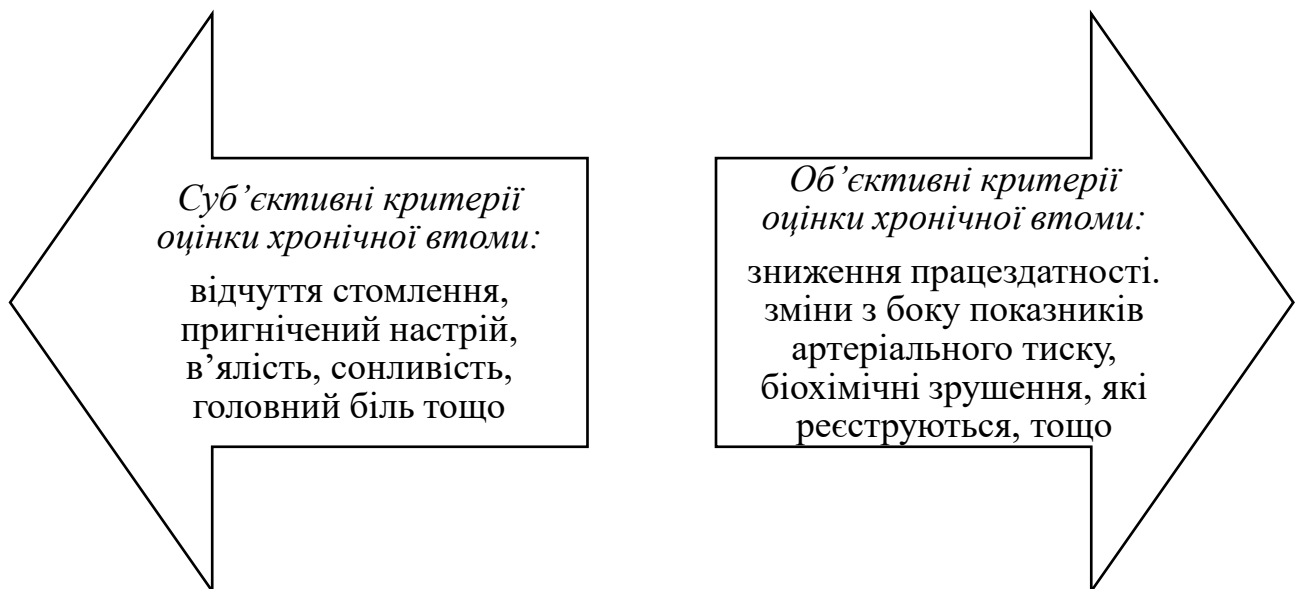 Суб’єктивні критерії
оцінки хронічної втоми:
відчуття стомлення,
пригнічений настрій,
в’ялість, сонливість,
головний біль тощо
Об’єктивні критерії
оцінки хронічної втоми:
зниження працездатності.
зміни з боку показників
артеріального тиску,
біохімічні зрушення, які
реєструються, тощо